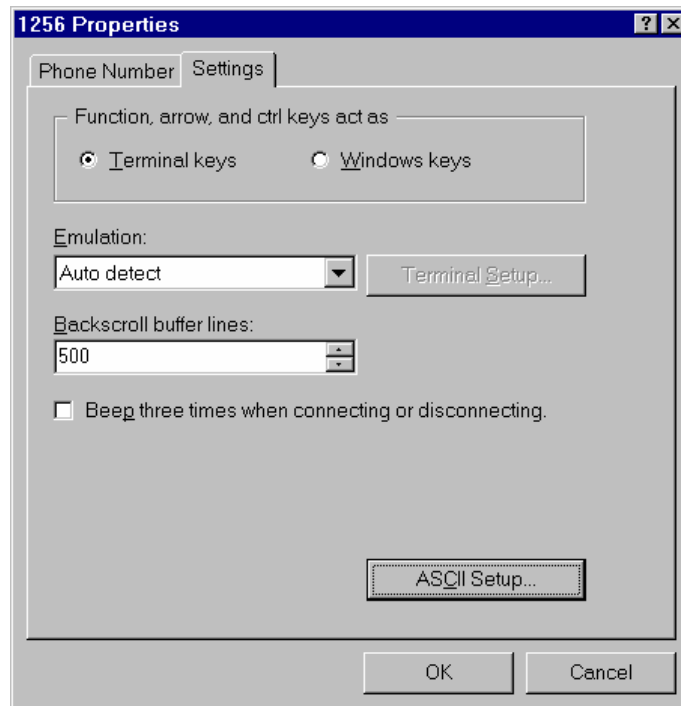 1256 Properties
Phone Number Settings
Function, arrow, and ctrl keys act as
Terminal keys Windows keys
Emulation:
Auto detect Terminal Setup...
Backscroll buffer lines:
500
Beep three times when connecting or disconnecting.
ASCII Setup...
OK Cancel